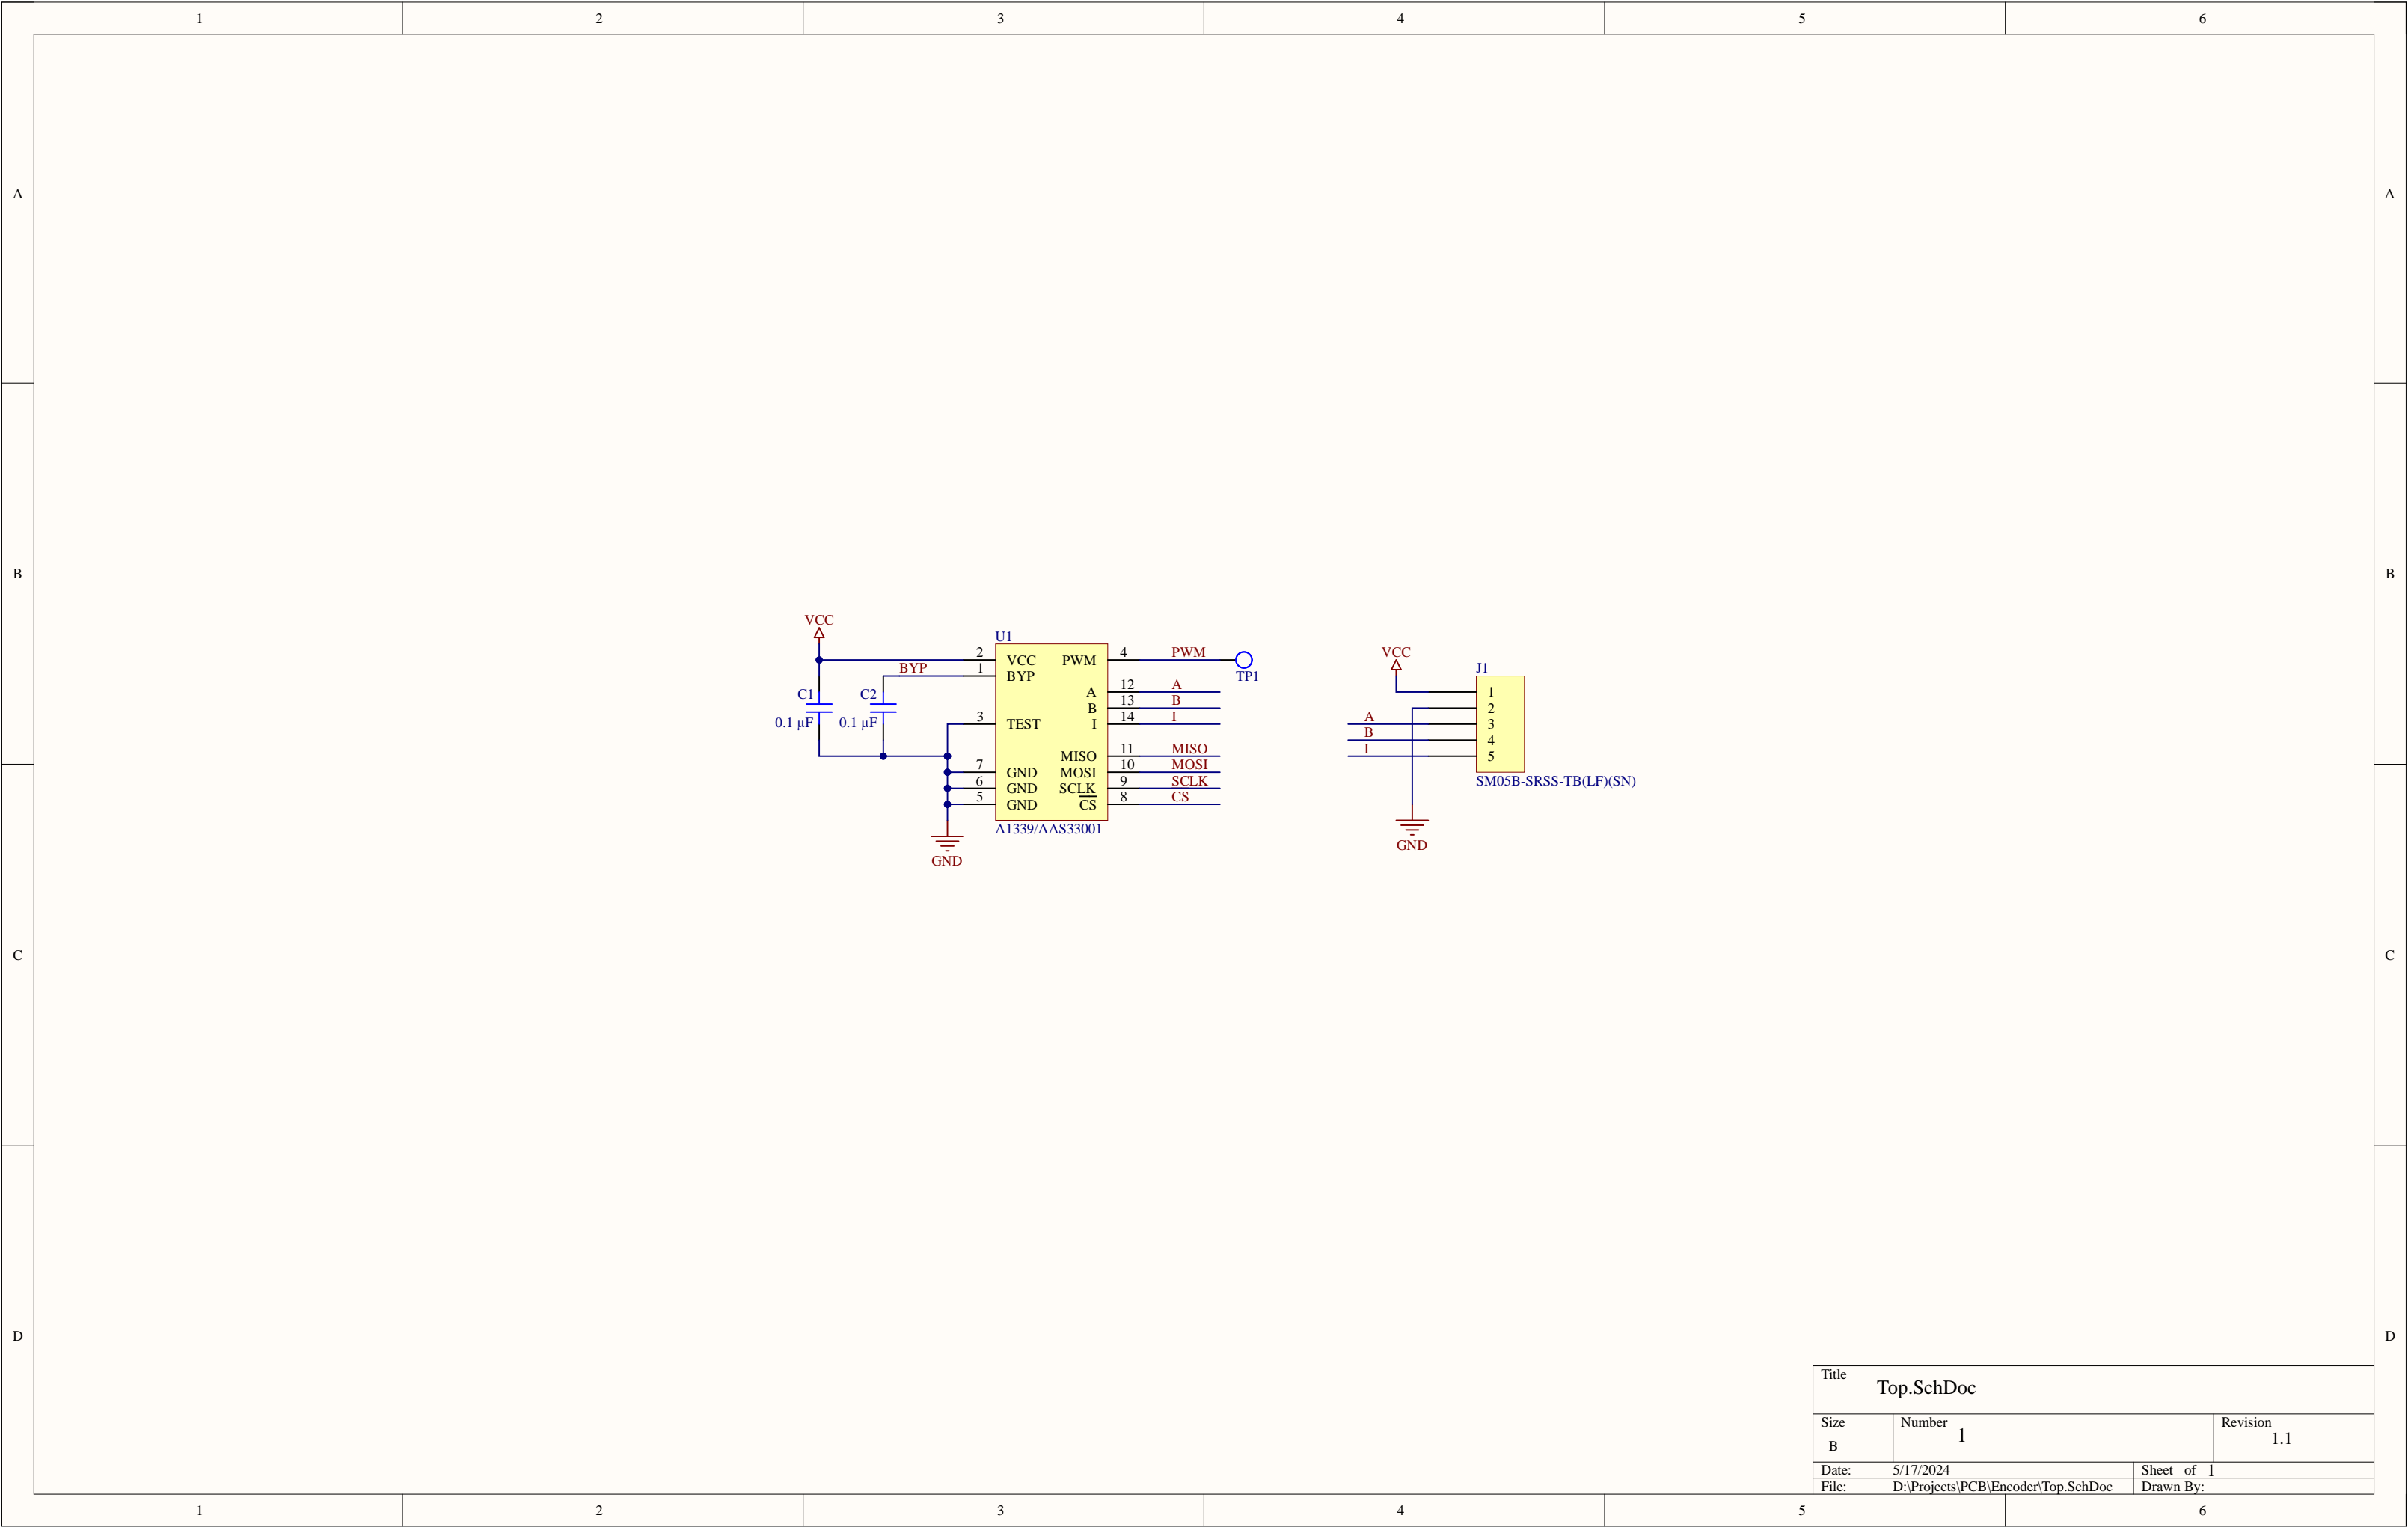 1 2 3 4 5 6
A A
B B
VCC
U1
2 VCC PWM 4 PWM
TP1
BYP 1 BYP
A 12 A
B 13 B
3 TEST I 14 I
C1 C2
0.1 µF 0.1 µF
MISO 11 MISO
7 GND MOSI 10 MOSI
6 GND SCLK 9 SCLK
5 GND CS 8 CS
A1339/AAS33001
GND
VCC
J1
1
2
A 3
B 4
I 5
SM05B-SRSS-TB(LF)(SN)
GND
C C
D D
Title
Top.SchDoc
Size Number Revision
B 1 1.1
Date: 5/17/2024 Sheet of 1
File: D:\Projects\PCB\Encoder\Top.SchDoc Drawn By:
1 2 3 4 5 6